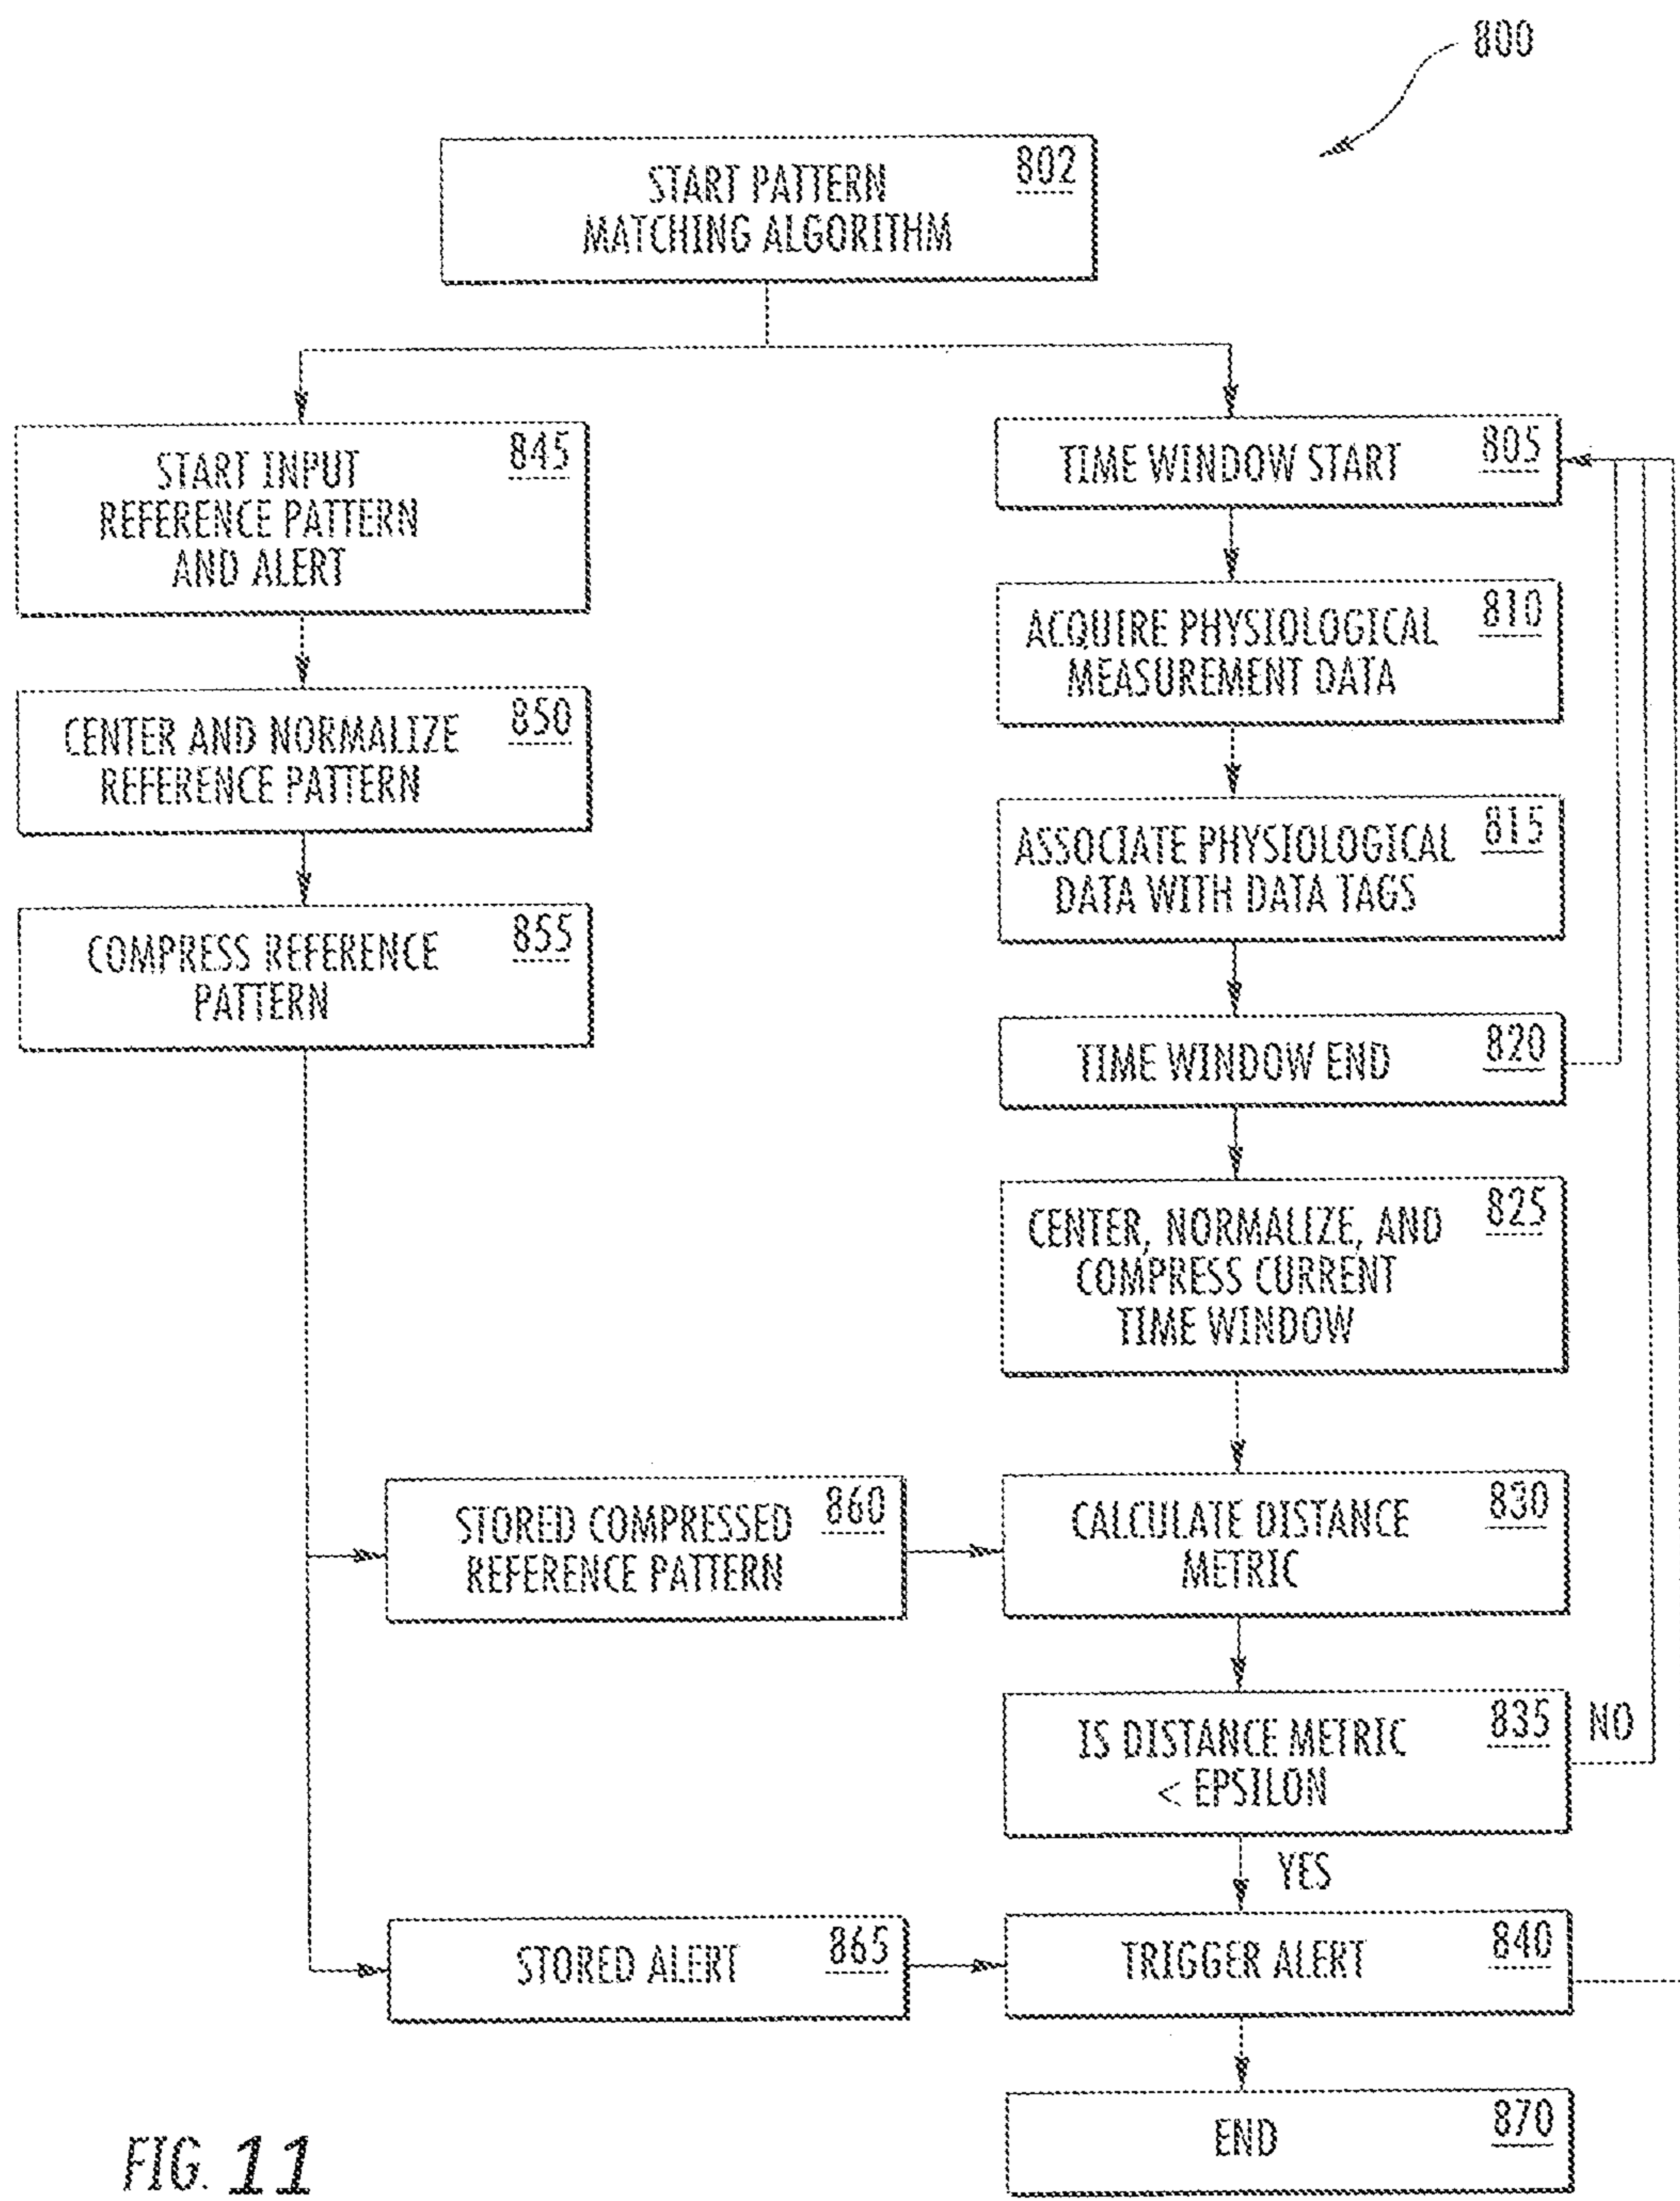 800
802
START PATTERN
MATCHING ALGORITHM
845
START INPUT
REFERENCE PATTERN
AND ALERT
805
TIME WINDOW START
810
ACQUIRE PHYSIOLOGICAL
MEASUREMENT DATA
850
CENTER AND NORMALIZE
REFERENCE PATTERN
815
ASSOCIATE PHYSIOLOGICAL
DATA WITH DATA TAGS
855
COMPRESS REFERENCE
PATTERN
820
TIME WINDOW END
825
CENTER, NORMALIZE, AND
COMPRESS CURRENT
TIME WINDOW
860
STORED COMPRESSED
REFERENCE PATTERN
830
CALCULATE DISTANCE
METRIC
835
IS DISTANCE METRIC
< EPSILON
NO
YES
865
STORED ALERT
840
TRIGGER ALERT
870
END
FIG. 11